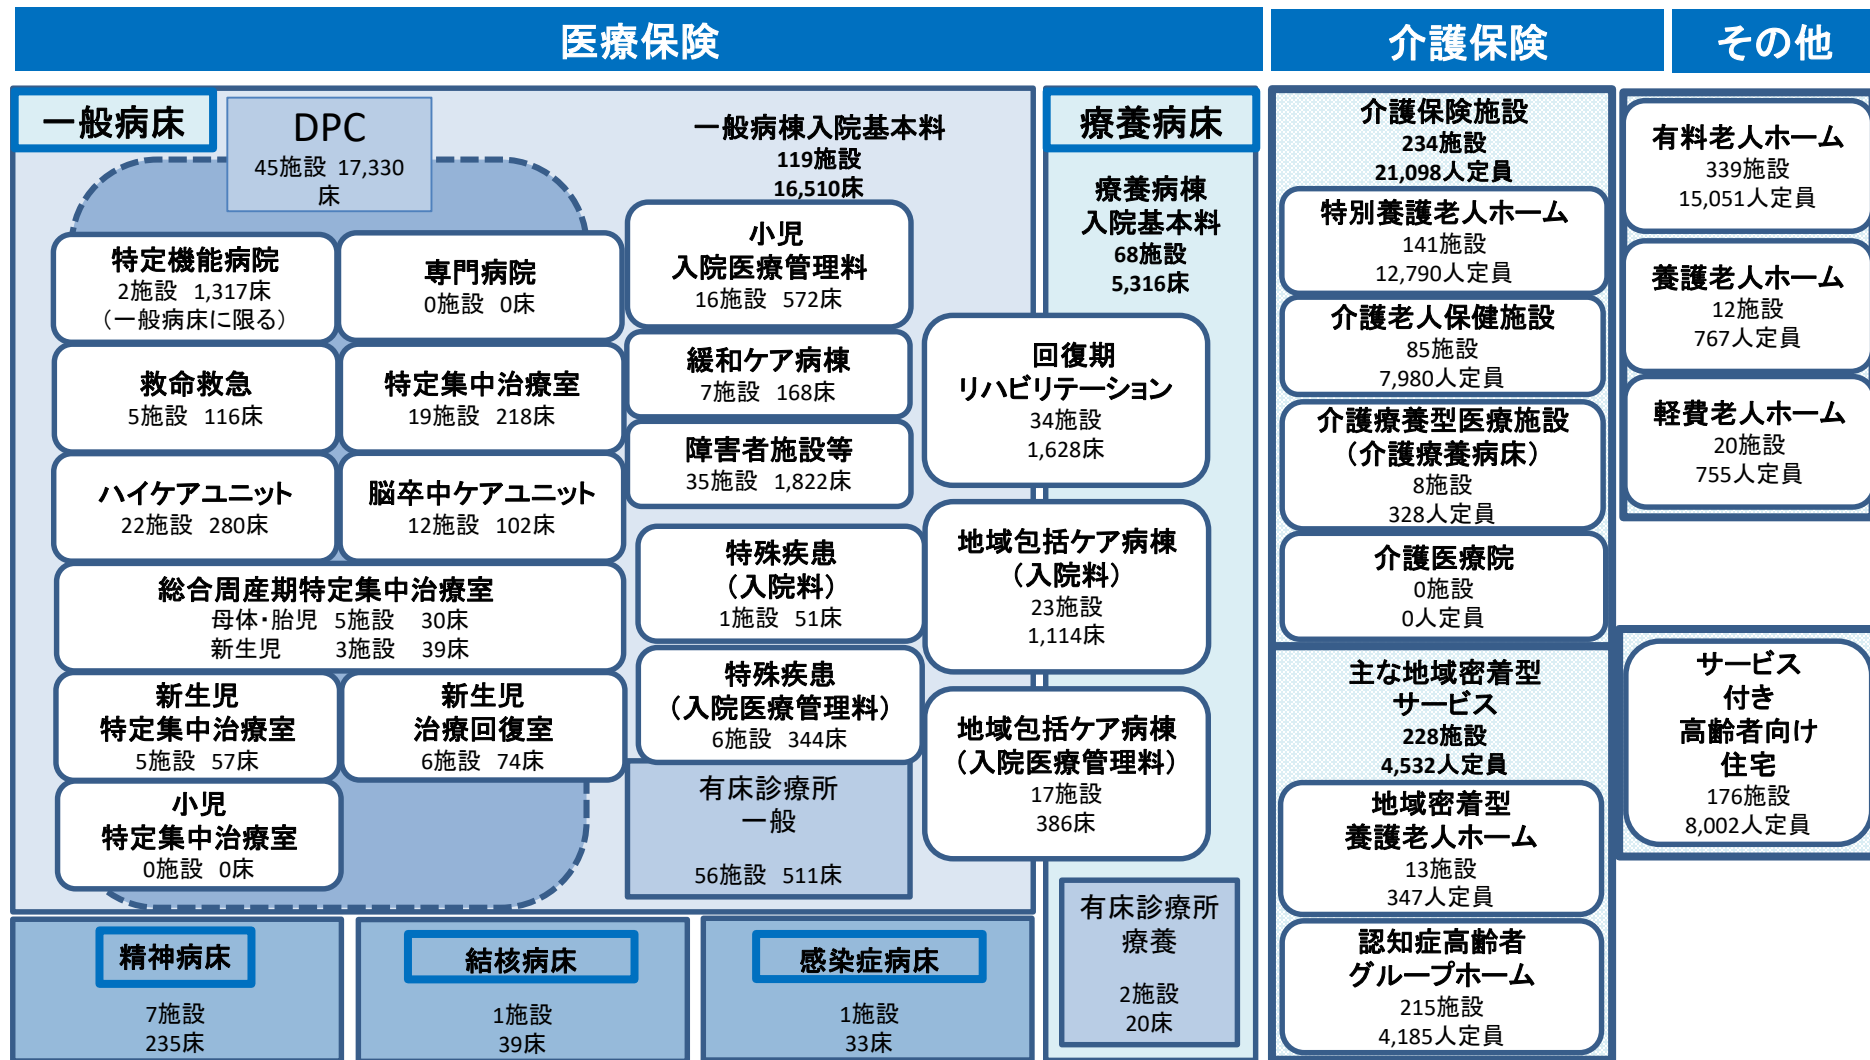 医療保険
介護保険
その他
一般病床
DPC
45施設 17,330
床
一般病棟入院基本料
119施設
16,510床
特定機能病院
2施設 1,317床
（一般病床に限る）
専門病院
0施設 0床
救命救急
5施設 116床
特定集中治療室
19施設 218床
ハイケアユニット
22施設 280床
脳卒中ケアユニット
12施設 102床
総合周産期特定集中治療室
母体・胎児 5施設 30床
新生児 3施設 39床
新生児
特定集中治療室
5施設 57床
新生児
治療回復室
6施設 74床
小児
特定集中治療室
0施設 0床
小児
入院医療管理料
16施設 572床
緩和ケア病棟
7施設 168床
障害者施設等
35施設 1,822床
特殊疾患
（入院料）
1施設 51床
特殊疾患
（入院医療管理料）
6施設 344床
有床診療所
一般
56施設 511床
療養病床
療養病棟
入院基本料
68施設
5,316床
回復期
リハビリテーション
34施設
1,628床
地域包括ケア病棟
（入院料）
23施設
1,114床
地域包括ケア病棟
（入院医療管理料）
17施設
386床
有床診療所
療養
2施設
20床
精神病床
7施設
235床
結核病床
1施設
39床
感染症病床
1施設
33床
介護保険施設
234施設
21,098人定員
特別養護老人ホーム
141施設
12,790人定員
介護老人保健施設
85施設
7,980人定員
介護療養型医療施設
（介護療養病床）
8施設
328人定員
介護医療院
0施設
0人定員
主な地域密着型
サービス
228施設
4,532人定員
地域密着型
養護老人ホーム
13施設
347人定員
認知症高齢者
グループホーム
215施設
4,185人定員
有料老人ホーム
339施設
15,051人定員
養護老人ホーム
12施設
767人定員
軽費老人ホーム
20施設
755人定員
サービス
付き
高齢者向け
住宅
176施設
8,002人定員